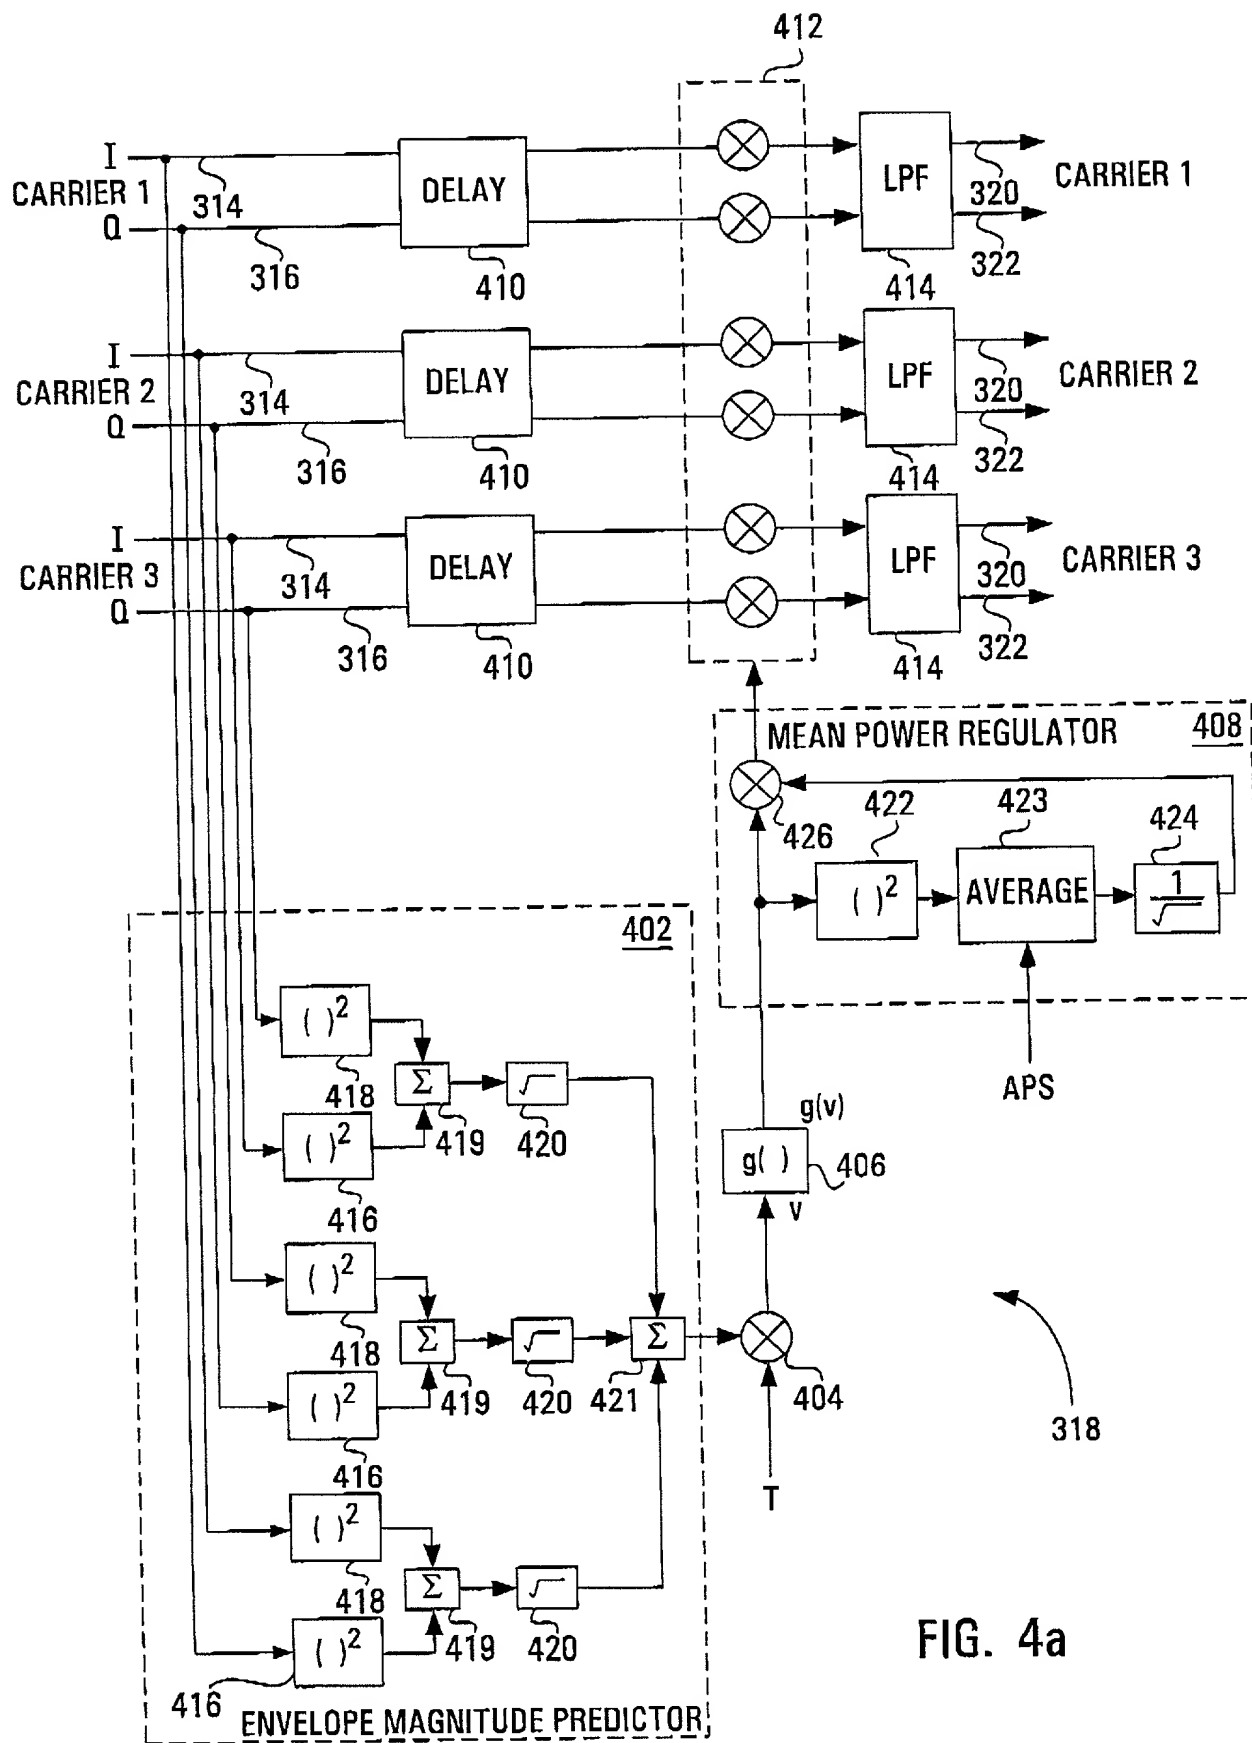 412
I
CARRIER 1
Q
314
316
DELAY
410
LPF
414
320
322
CARRIER 1
I
CARRIER 2
Q
314
316
DELAY
410
LPF
414
320
322
CARRIER 2
I
CARRIER 3
Q
314
316
DELAY
410
LPF
414
320
322
CARRIER 3
MEAN POWER REGULATOR
408
426
422
( )²
423
AVERAGE
424
1
√
APS
402
( )²
418
Σ
419
√
420
( )²
416
( )²
418
Σ
419
√
420
Σ
421
( )²
416
( )²
418
Σ
419
√
420
( )²
416
ENVELOPE MAGNITUDE PREDICTOR
g(v)
g( )
406
v
404
T
318
FIG. 4a